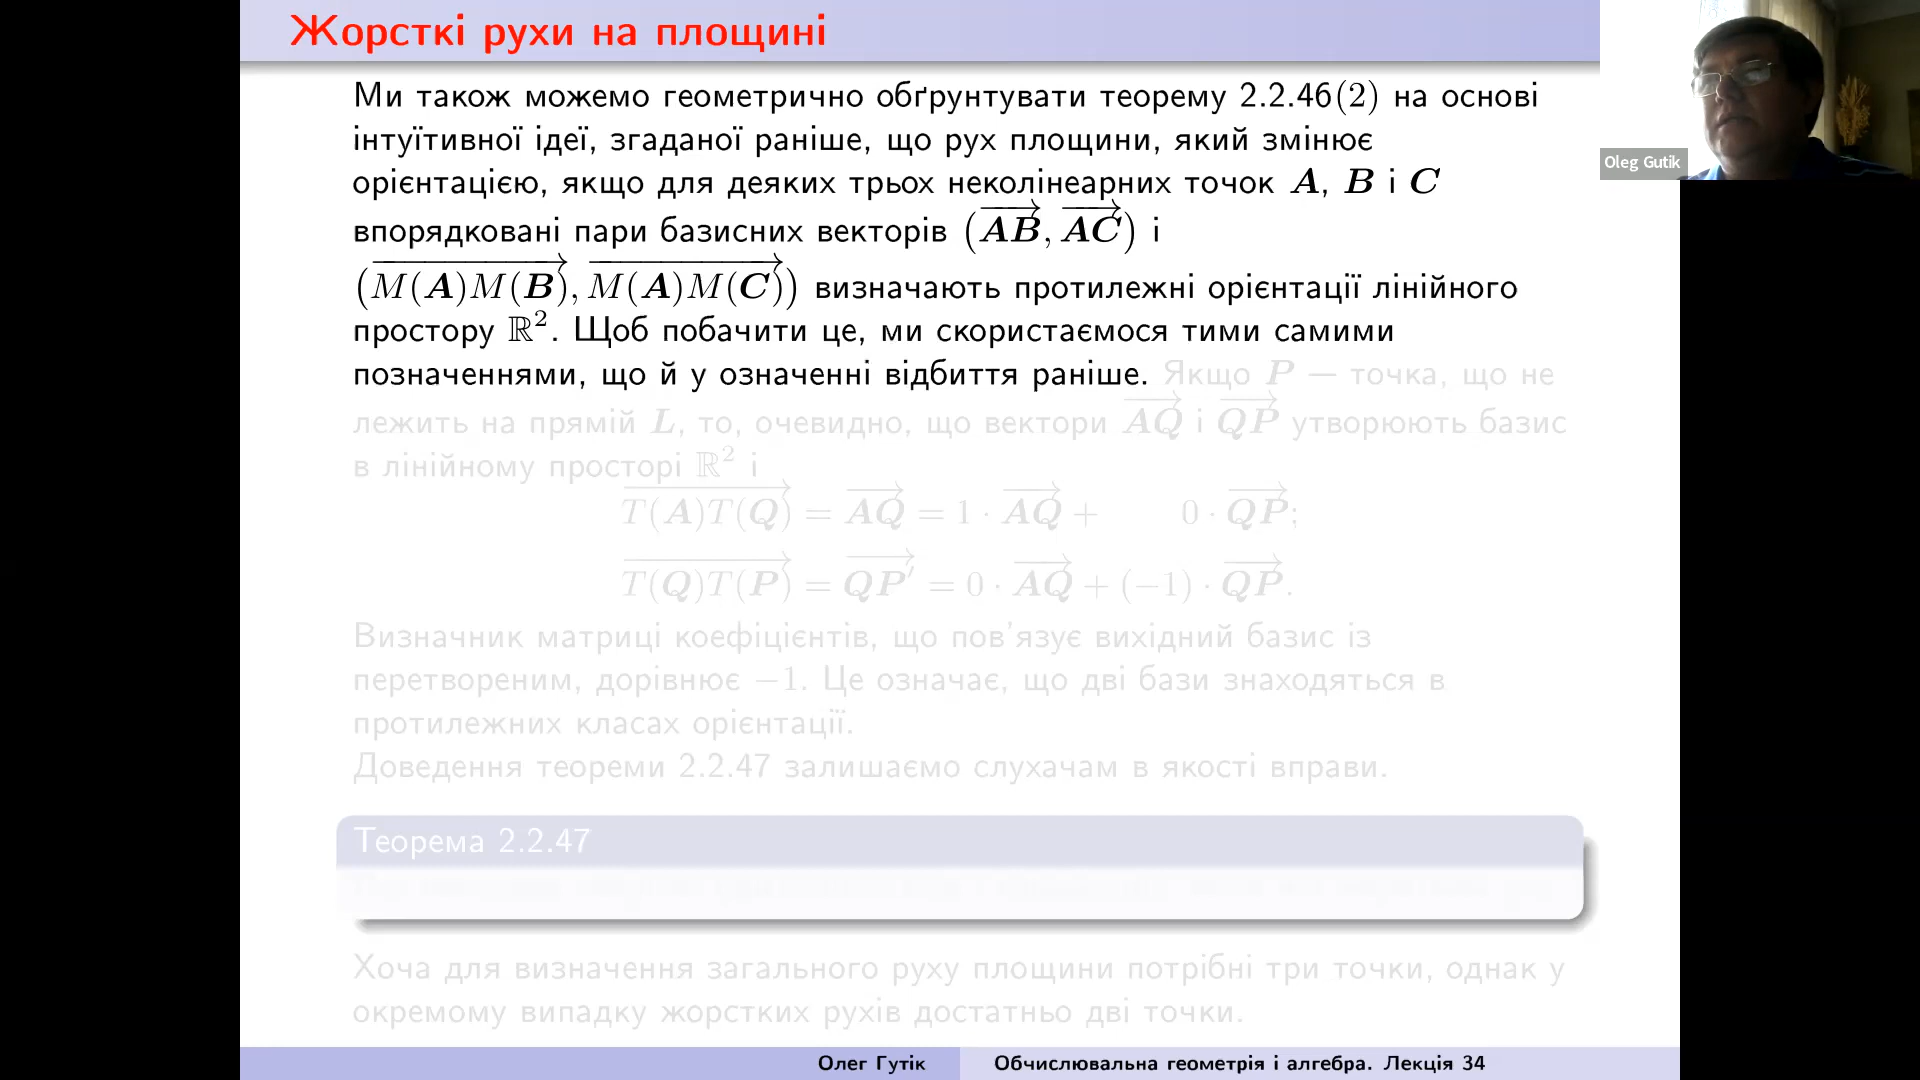 Жорсткі рухи на площині
Ми також можемо геометрично обґрунтувати теорему 2.2.46(2) на основі
інтуїтивної ідеї, згаданої раніше, що рух площини, який змінює
орієнтацією, якщо для деяких трьох неколінеарних точок A, B і C
впорядковані пари базисних векторів (AB, AC) і
(M(A)M(B), M(A)M(C)) визначають протилежні орієнтації лінійного
простору ℝ². Щоб побачити це, ми скористаємося тими самими
позначеннями, що й у означенні відбиття раніше. Якщо P — точка, що не
лежить на прямій L, то, очевидно, що вектори AQ і QP утворюють базис
в лінійному просторі ℝ² і
T(A)T(Q) = AQ = 1 · AQ + 0 · QP;
T(Q)T(P) = QP′ = 0 · AQ + (−1) · QP.
Визначник матриці коефіцієнтів, що пов'язує вихідний базис із
перетвореним, дорівнює −1. Це означає, що дві бази знаходяться в
протилежних класах орієнтації.
Доведення теореми 2.2.47 залишаємо слухачам в якості вправи.
Теорема 2.2.47
Хоча для визначення загального руху площини потрібні три точки, однак у
окремому випадку жорстких рухів достатньо дві точки.
Олег Гутік
Обчислювальна геометрія і алгебра. Лекція 34
Oleg Gutik